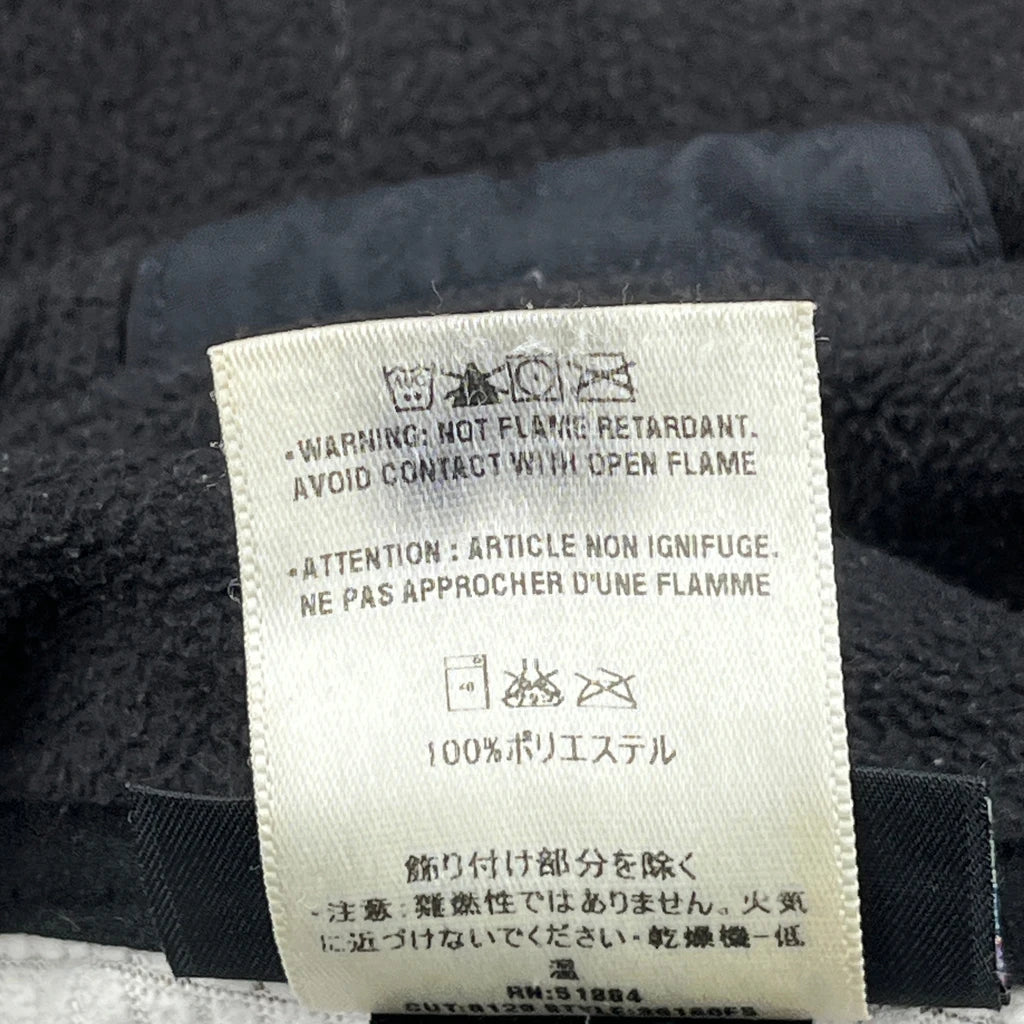 •WARNING: NOT FLAME RETARDANT.
AVOID CONTACT WITH OPEN FLAME
•ATTENTION : ARTICLE NON IGNIFUGE.
NE PAS APPROCHER D'UNE FLAMME
40
100%ポリエステル
飾り付け部分を除く
・注意:難燃性ではありません。火気
に近づけないでください・乾燥機-低
温
RN:51884